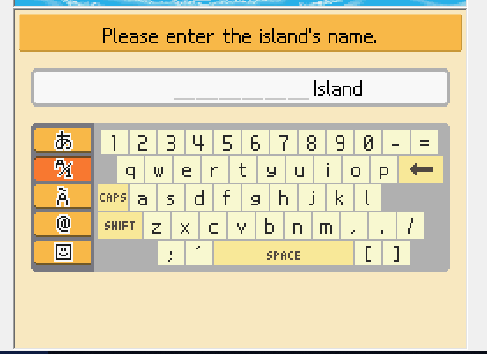 Please enter the island's name.
Island
あ 1 2 3 4 5 6 7 8 9 0 - =
A/1 q w e r t y u i o p ←
À CAPS a s d f g h j k l
@ SHIFT z x c v b n m , . /
; ´ SPACE [ ]